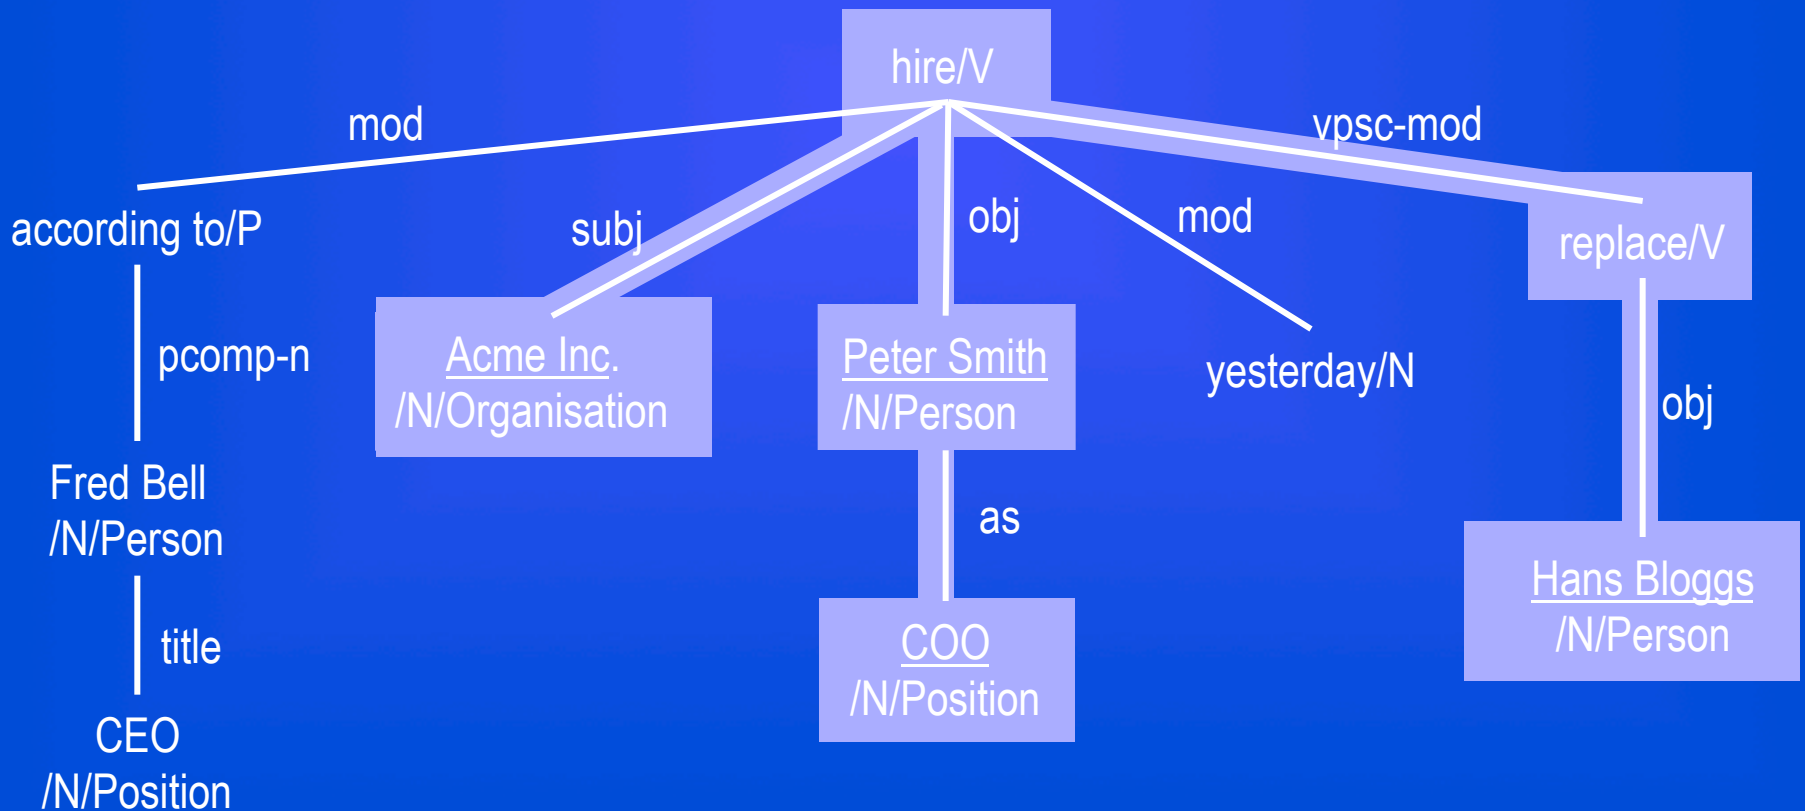 hire/V
mod
vpsc-mod
according to/P
subj
obj
mod
replace/V
pcomp-n
Acme Inc.
/N/Organisation
Peter Smith
/N/Person
yesterday/N
obj
Fred Bell
/N/Person
as
Hans Bloggs
/N/Person
title
COO
/N/Position
CEO
/N/Position